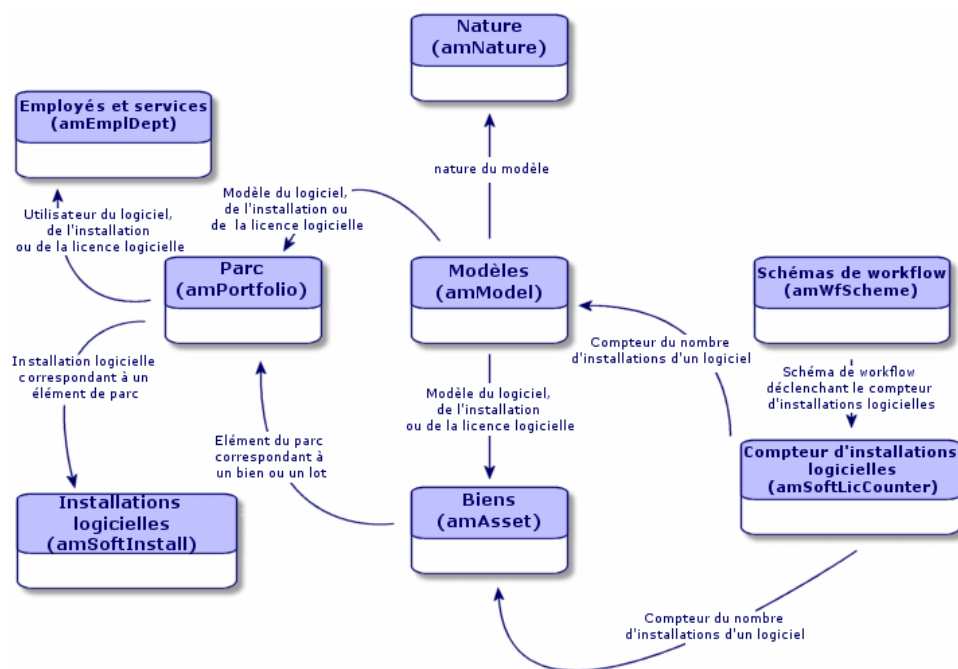 Nature
(amNature)
Employés et services
(amEmplDept)
nature du modèle
Modèle du logiciel,
de l'installation ou
de la licence logicielle
Utilisateur du logiciel,
de l'installation
ou de la licence logicielle
Parc
(amPortfolio)
Modèles
(amModel)
Schémas de workflow
(amWfScheme)
Compteur du nombre
d'installations d'un logiciel
Installation logicielle
correspondant à un
élément de parc
Schéma de workflow
déclenchant le compteur
d'installations logicielles
Modèle du logiciel,
de l'installation
ou de la licence logicielle
Elément du parc
correspondant à
un bien ou un lot
Compteur d'installations
logicielles
(amSoftLicCounter)
Installations
logicielles
(amSoftInstall)
Biens
(amAsset)
Compteur du nombre
d'installations d'un logiciel